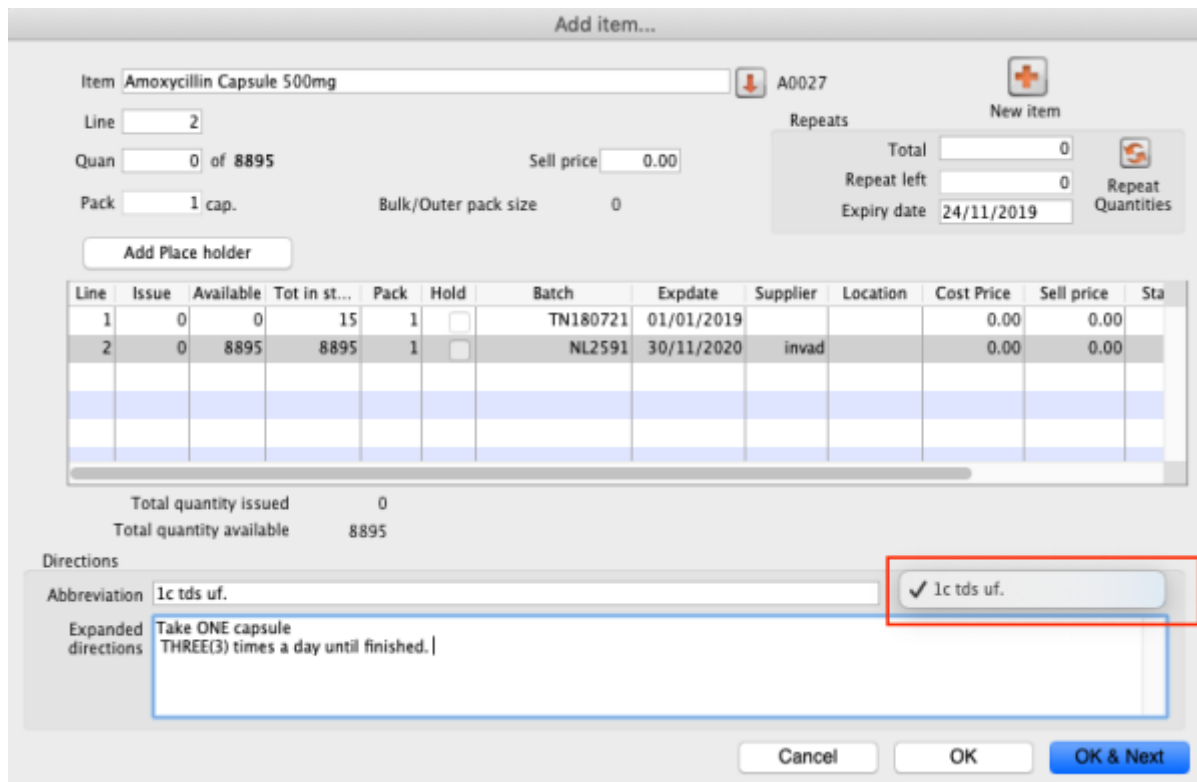 Add item...
Item Amoxycillin Capsule 500mg A0027
New item
Line 2
Repeats
Quan 0 of 8895 Sell price 0.00
Total 0
Repeat left 0
Repeat Quantities
Pack 1 cap. Bulk/Outer pack size 0
Expiry date 24/11/2019
Add Place holder
Line Issue Available Tot in st... Pack Hold Batch Expdate Supplier Location Cost Price Sell price Sta
1 0 0 15 1 TN180721 01/01/2019 0.00 0.00
2 0 8895 8895 1 NL2591 30/11/2020 invad 0.00 0.00
Total quantity issued 0
Total quantity available 8895
Directions
Abbreviation 1c tds uf. ✓ 1c tds uf.
Expanded directions
Take ONE capsule
THREE(3) times a day until finished.
Cancel OK OK & Next